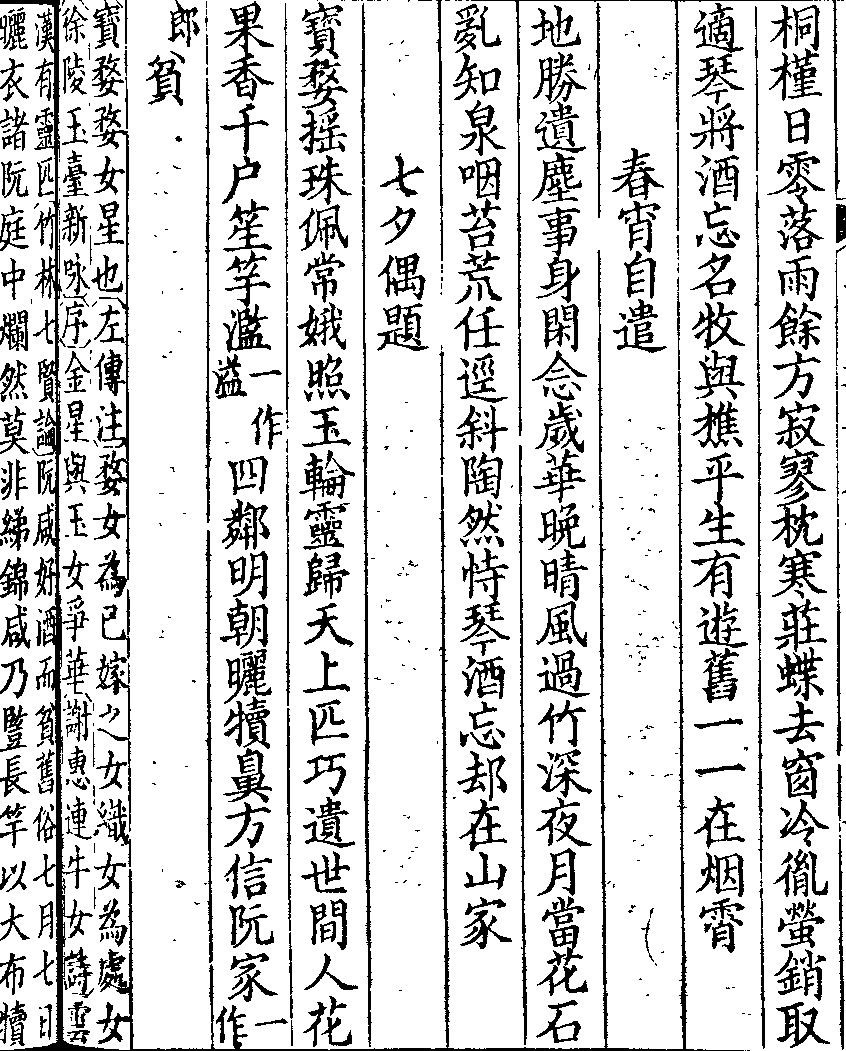 桐槿日零落雨餘方寂寥枕寒莊蝶去窗冷胤螢銷取
適琴將酒忘名牧與樵平生有遊舊一一在烟霄
春宵自遣
地勝遺塵事身閑念歲華晚晴風過竹深夜月當花石
亂知泉咽苔荒任逕斜陶然恃琴酒忘却在山家
七夕偶題
寳婺摇珠佩常娥照玉輪靈歸天上匹巧遺世間人花
果香千户笙竽濫一作溢四鄰明朝曬犢鼻方信阮家一作
郎貧
寳婺婺女星也左傳注婺女為已嫁之女織女為處女
徐陵玉臺新咏序金星與玉女爭華謝惠連牛女詩雲
漢有靈匹竹林七賢論阮咸好酒而貧舊俗七月七日
曬衣諸阮庭中爛然莫非綈錦咸乃豎長竿以大布犢